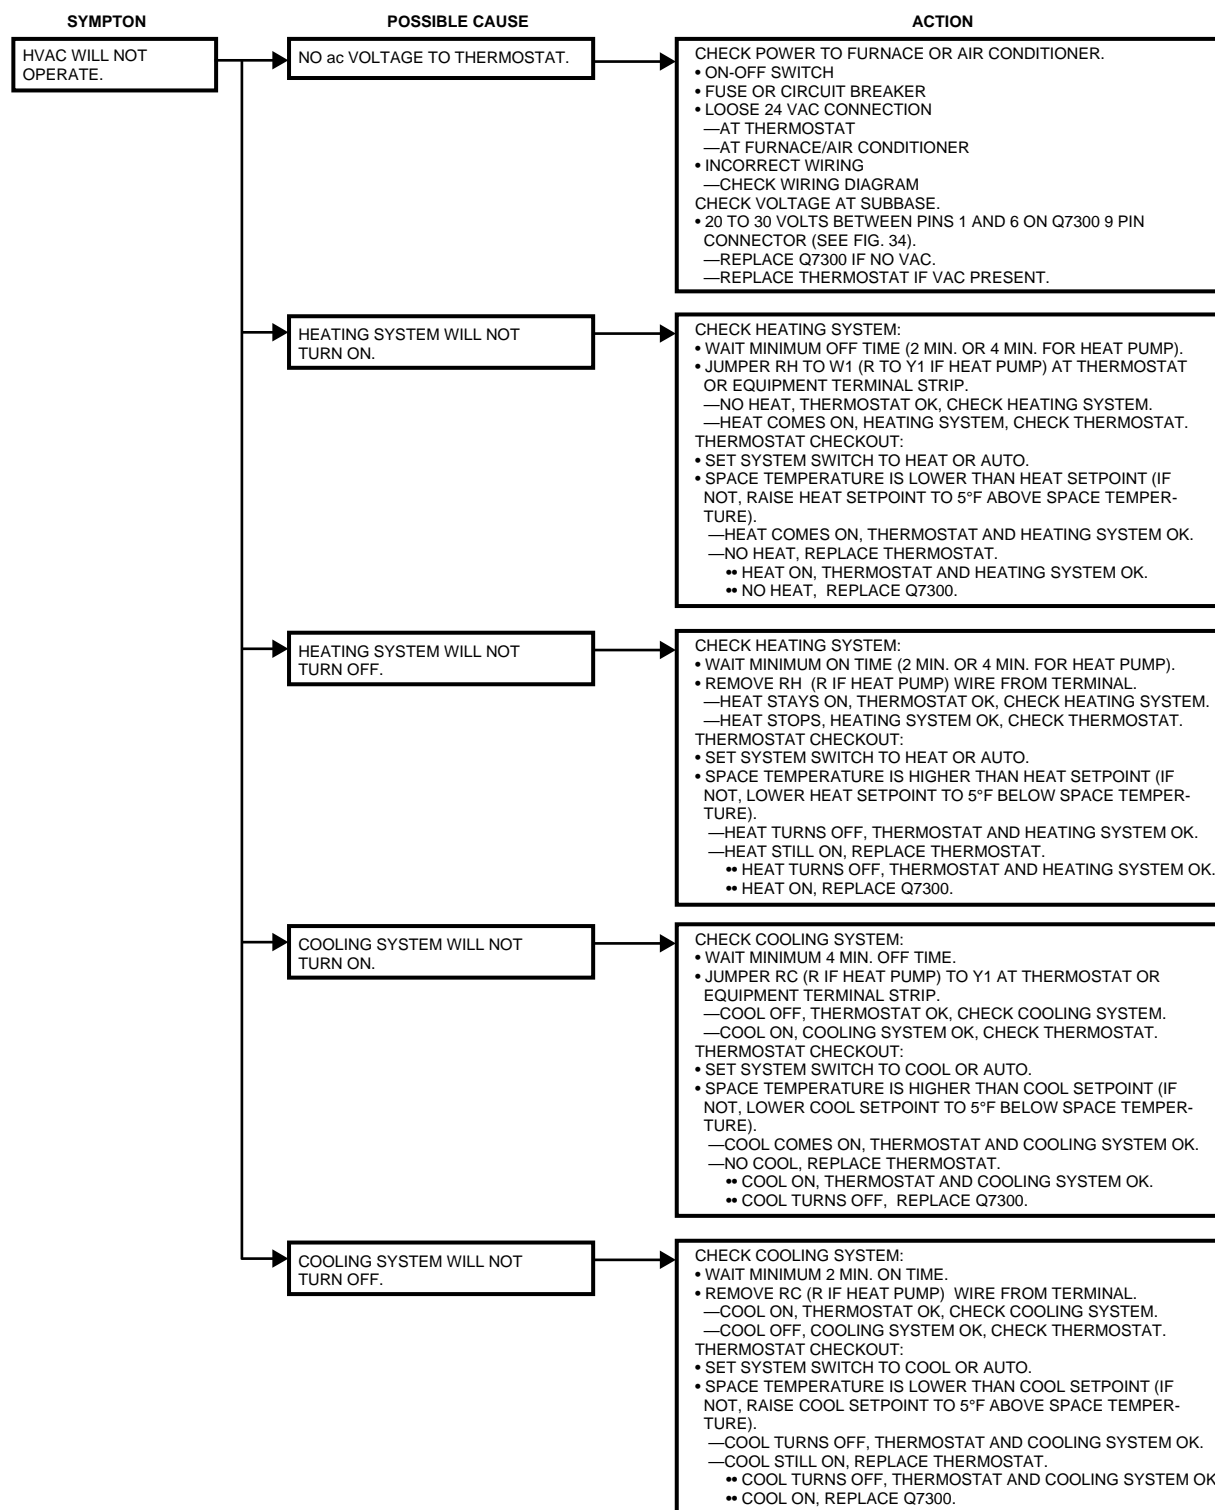 SYMPTON
POSSIBLE CAUSE
ACTION
HVAC WILL NOT
OPERATE.
NO ac VOLTAGE TO THERMOSTAT.
CHECK POWER TO FURNACE OR AIR CONDITIONER.
• ON-OFF SWITCH
• FUSE OR CIRCUIT BREAKER
• LOOSE 24 VAC CONNECTION
—AT THERMOSTAT
—AT FURNACE/AIR CONDITIONER
• INCORRECT WIRING
—CHECK WIRING DIAGRAM
CHECK VOLTAGE AT SUBBASE.
• 20 TO 30 VOLTS BETWEEN PINS 1 AND 6 ON Q7300 9 PIN
CONNECTOR (SEE FIG. 34).
—REPLACE Q7300 IF NO VAC.
—REPLACE THERMOSTAT IF VAC PRESENT.
HEATING SYSTEM WILL NOT
TURN ON.
CHECK HEATING SYSTEM:
• WAIT MINIMUM OFF TIME (2 MIN. OR 4 MIN. FOR HEAT PUMP).
• JUMPER RH TO W1 (R TO Y1 IF HEAT PUMP) AT THERMOSTAT
OR EQUIPMENT TERMINAL STRIP.
—NO HEAT, THERMOSTAT OK, CHECK HEATING SYSTEM.
—HEAT COMES ON, HEATING SYSTEM, CHECK THERMOSTAT.
THERMOSTAT CHECKOUT:
• SET SYSTEM SWITCH TO HEAT OR AUTO.
• SPACE TEMPERATURE IS LOWER THAN HEAT SETPOINT (IF
NOT, RAISE HEAT SETPOINT TO 5°F ABOVE SPACE TEMPER-
TURE).
—HEAT COMES ON, THERMOSTAT AND HEATING SYSTEM OK.
—NO HEAT, REPLACE THERMOSTAT.
•• HEAT ON, THERMOSTAT AND HEATING SYSTEM OK.
•• NO HEAT, REPLACE Q7300.
HEATING SYSTEM WILL NOT
TURN OFF.
CHECK HEATING SYSTEM:
• WAIT MINIMUM ON TIME (2 MIN. OR 4 MIN. FOR HEAT PUMP).
• REMOVE RH (R IF HEAT PUMP) WIRE FROM TERMINAL.
—HEAT STAYS ON, THERMOSTAT OK, CHECK HEATING SYSTEM.
—HEAT STOPS, HEATING SYSTEM OK, CHECK THERMOSTAT.
THERMOSTAT CHECKOUT:
• SET SYSTEM SWITCH TO HEAT OR AUTO.
• SPACE TEMPERATURE IS HIGHER THAN HEAT SETPOINT (IF
NOT, LOWER HEAT SETPOINT TO 5°F BELOW SPACE TEMPER-
TURE).
—HEAT TURNS OFF, THERMOSTAT AND HEATING SYSTEM OK.
—HEAT STILL ON, REPLACE THERMOSTAT.
•• HEAT TURNS OFF, THERMOSTAT AND HEATING SYSTEM OK.
•• HEAT ON, REPLACE Q7300.
COOLING SYSTEM WILL NOT
TURN ON.
CHECK COOLING SYSTEM:
• WAIT MINIMUM 4 MIN. OFF TIME.
• JUMPER RC (R IF HEAT PUMP) TO Y1 AT THERMOSTAT OR
EQUIPMENT TERMINAL STRIP.
—COOL OFF, THERMOSTAT OK, CHECK COOLING SYSTEM.
—COOL ON, COOLING SYSTEM OK, CHECK THERMOSTAT.
THERMOSTAT CHECKOUT:
• SET SYSTEM SWITCH TO COOL OR AUTO.
• SPACE TEMPERATURE IS HIGHER THAN COOL SETPOINT (IF
NOT, LOWER COOL SETPOINT TO 5°F BELOW SPACE TEMPER-
TURE).
—COOL COMES ON, THERMOSTAT AND COOLING SYSTEM OK.
—NO COOL, REPLACE THERMOSTAT.
•• COOL ON, THERMOSTAT AND COOLING SYSTEM OK.
•• COOL TURNS OFF, REPLACE Q7300.
COOLING SYSTEM WILL NOT
TURN OFF.
CHECK COOLING SYSTEM:
• WAIT MINIMUM 2 MIN. ON TIME.
• REMOVE RC (R IF HEAT PUMP) WIRE FROM TERMINAL.
—COOL ON, THERMOSTAT OK, CHECK COOLING SYSTEM.
—COOL OFF, COOLING SYSTEM OK, CHECK THERMOSTAT.
THERMOSTAT CHECKOUT:
• SET SYSTEM SWITCH TO COOL OR AUTO.
• SPACE TEMPERATURE IS LOWER THAN COOL SETPOINT (IF
NOT, RAISE COOL SETPOINT TO 5°F ABOVE SPACE TEMPER-
TURE).
—COOL TURNS OFF, THERMOSTAT AND COOLING SYSTEM OK.
—COOL STILL ON, REPLACE THERMOSTAT.
•• COOL TURNS OFF, THERMOSTAT AND COOLING SYSTEM OK
•• COOL ON, REPLACE Q7300.